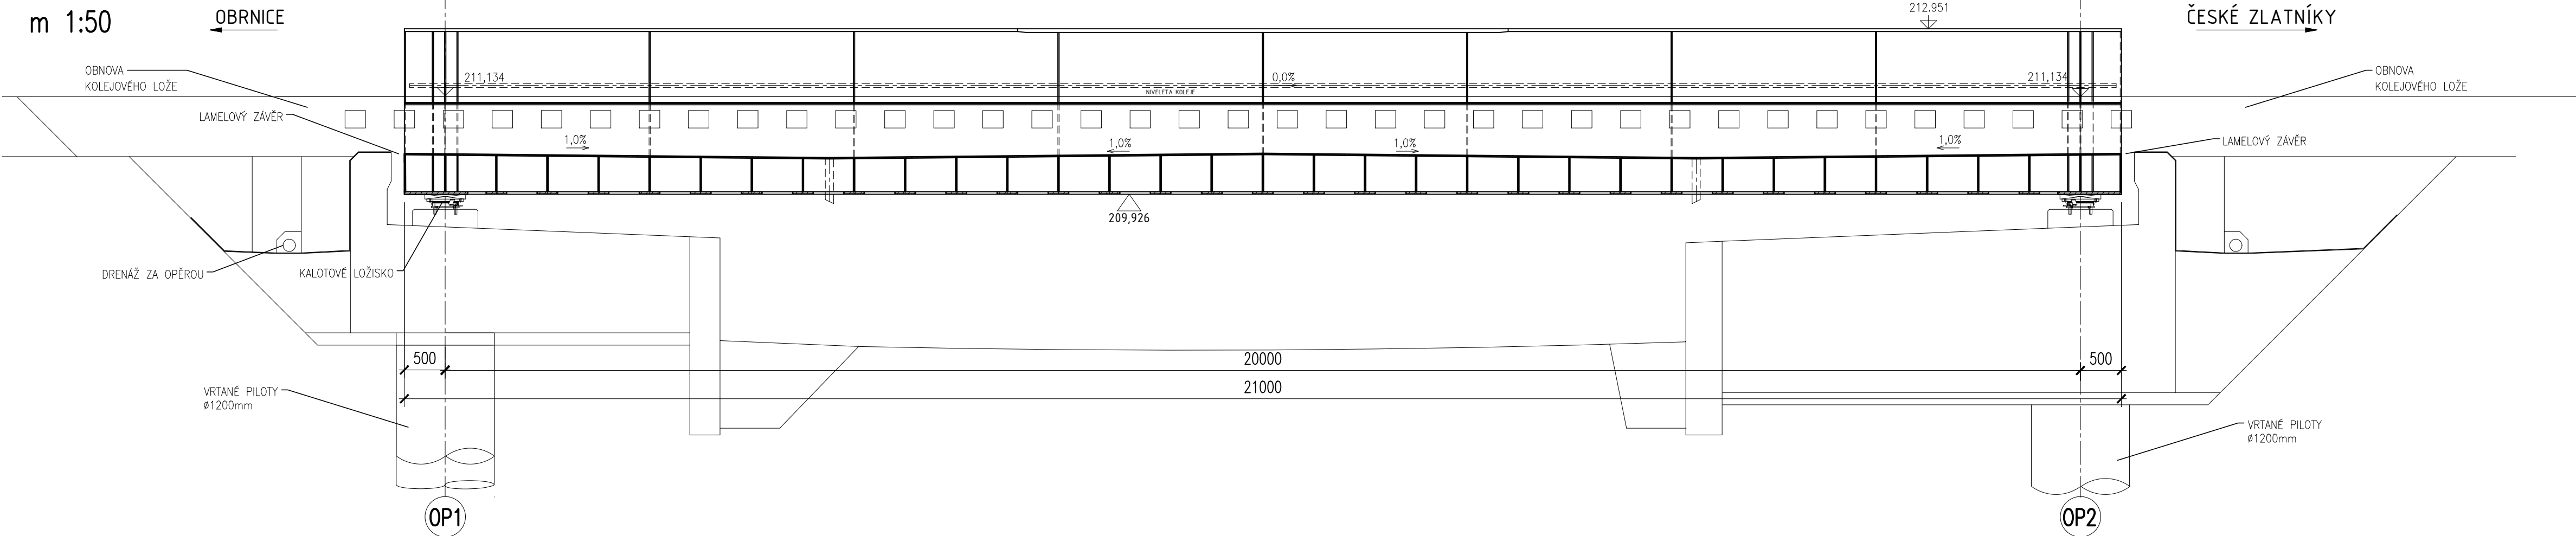 m 1:50
OBRNICE
212.951
ČESKÉ ZLATNÍKY
OBNOVA
KOLEJOVÉHO LOŽE
211,134
0,0%
211,134
OBNOVA
KOLEJOVÉHO LOŽE
NIVELETA KOLEJE
LAMELOVÝ ZÁVĚR
1,0%
1,0%
1,0%
1,0%
LAMELOVÝ ZÁVĚR
209,926
DRENÁŽ ZA OPĚROU
KALOTOVÉ LOŽISKO
500
20000
500
21000
VRTANÉ PILOTY
ø1200mm
VRTANÉ PILOTY
ø1200mm
OP1
OP2